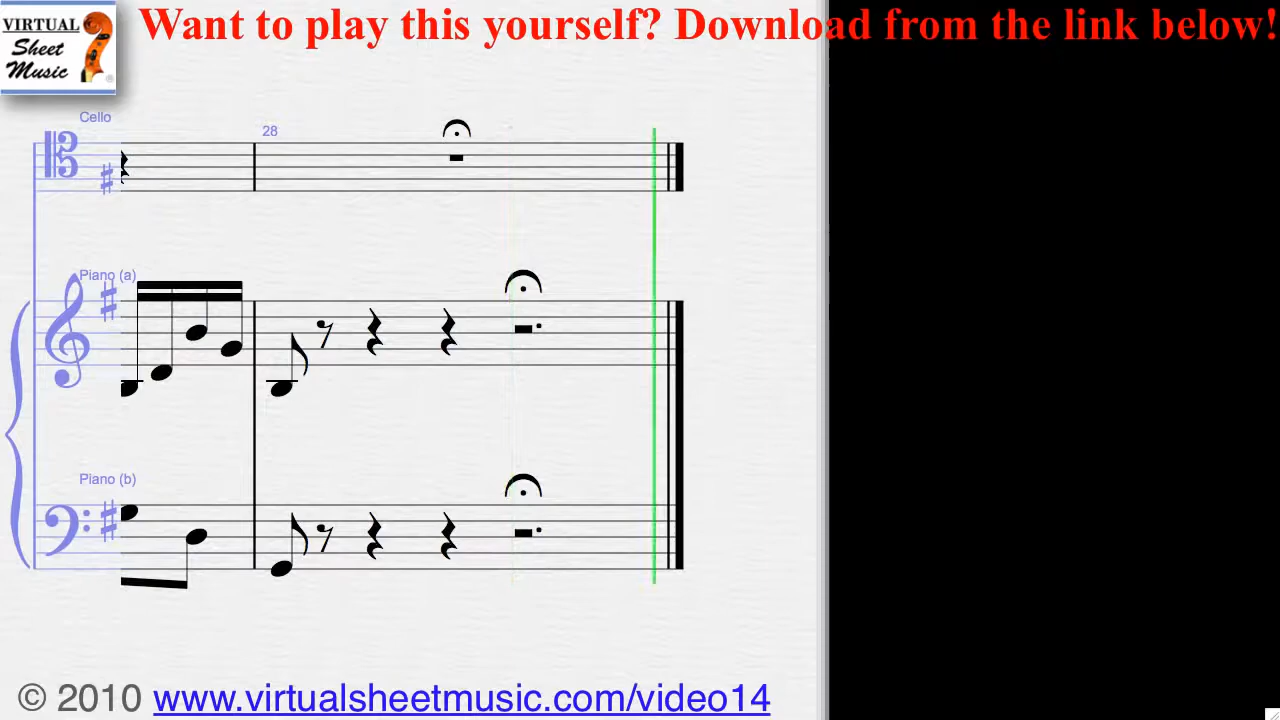 VIRTUAL
Sheet
Music
®
Want to play this yourself? Download from the link below!
Cello
28
Piano (a)
Piano (b)
© 2010 www.virtualsheetmusic.com/video14